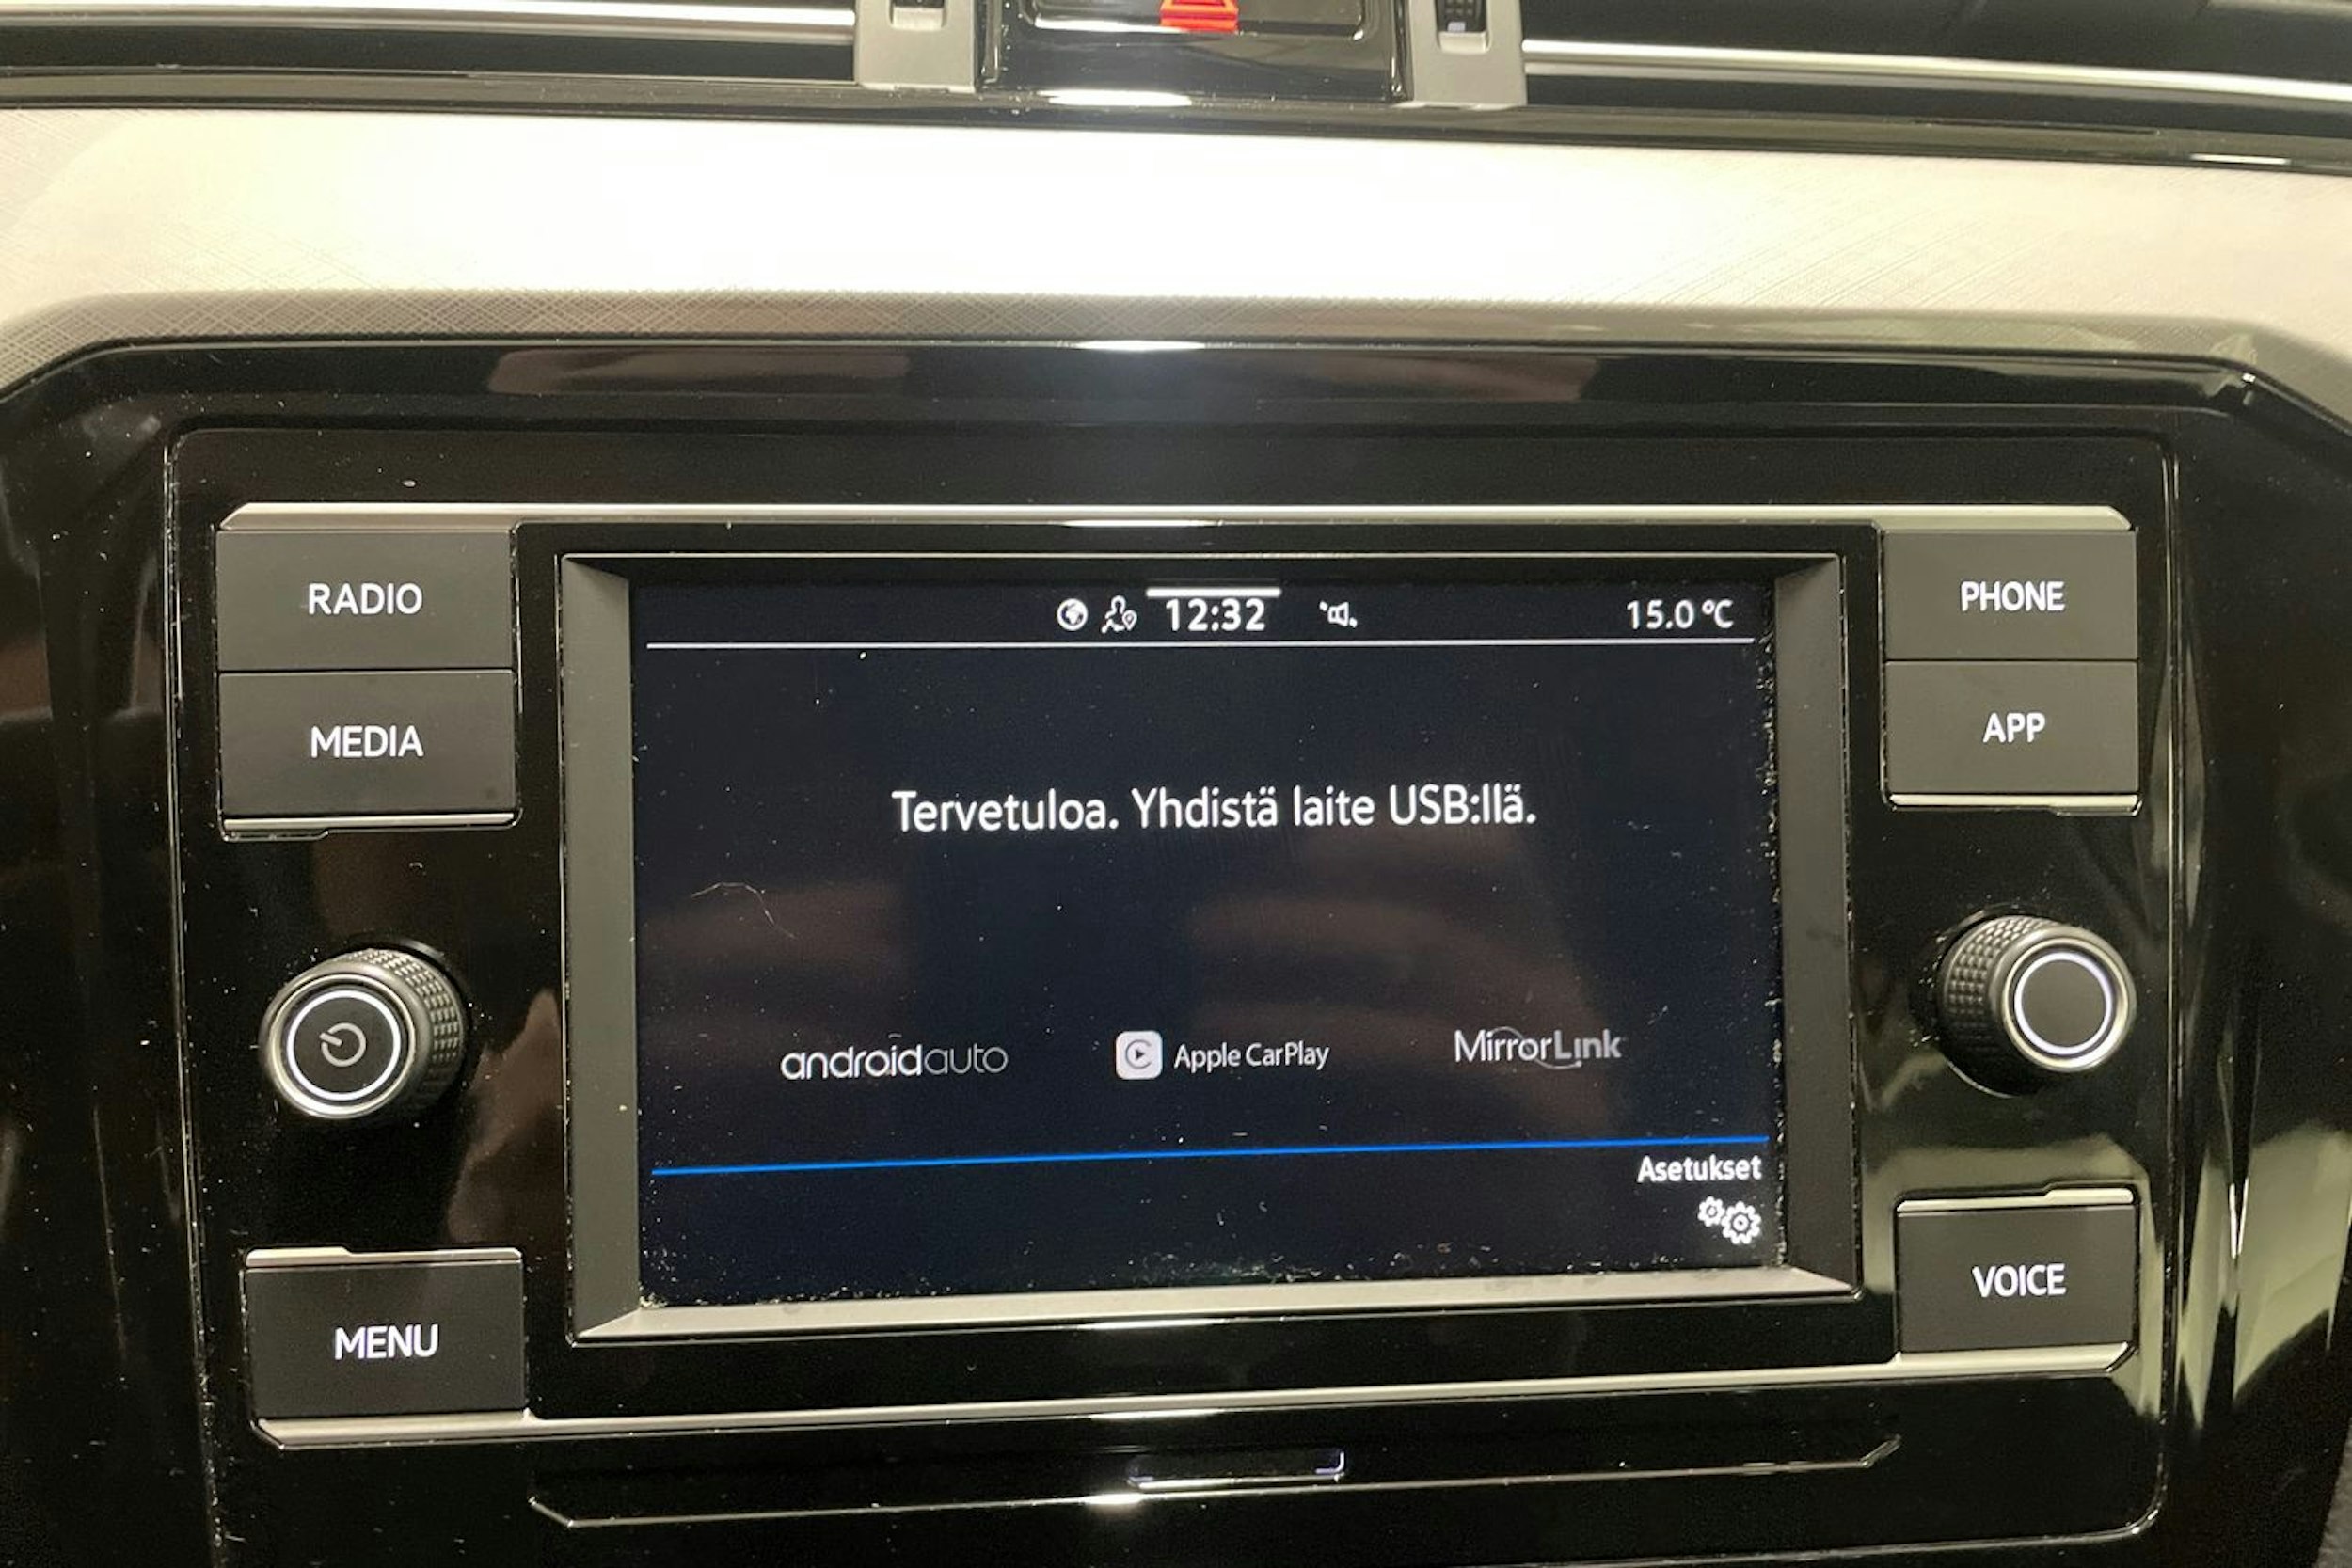 RADIO
MEDIA
MENU
12:32
15.0 °C
Tervetuloa. Yhdistä laite USB:llä.
androidauto
Apple CarPlay
MirrorLink
Asetukset
PHONE
APP
VOICE